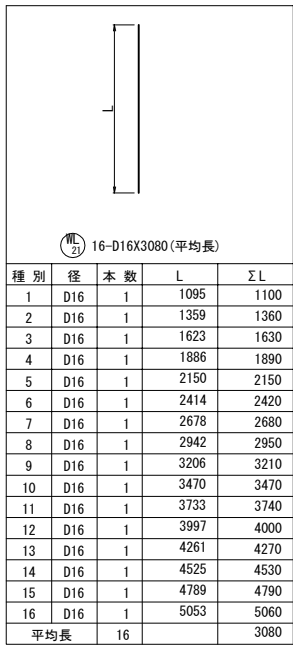 L
WL
21
16-D16X3080(平均長)
種 別 径 本 数 L ΣL
1 D16 1 1095 1100
2 D16 1 1359 1360
3 D16 1 1623 1630
4 D16 1 1886 1890
5 D16 1 2150 2150
6 D16 1 2414 2420
7 D16 1 2678 2680
8 D16 1 2942 2950
9 D16 1 3206 3210
10 D16 1 3470 3470
11 D16 1 3733 3740
12 D16 1 3997 4000
13 D16 1 4261 4270
14 D16 1 4525 4530
15 D16 1 4789 4790
16 D16 1 5053 5060
平均長 16 3080